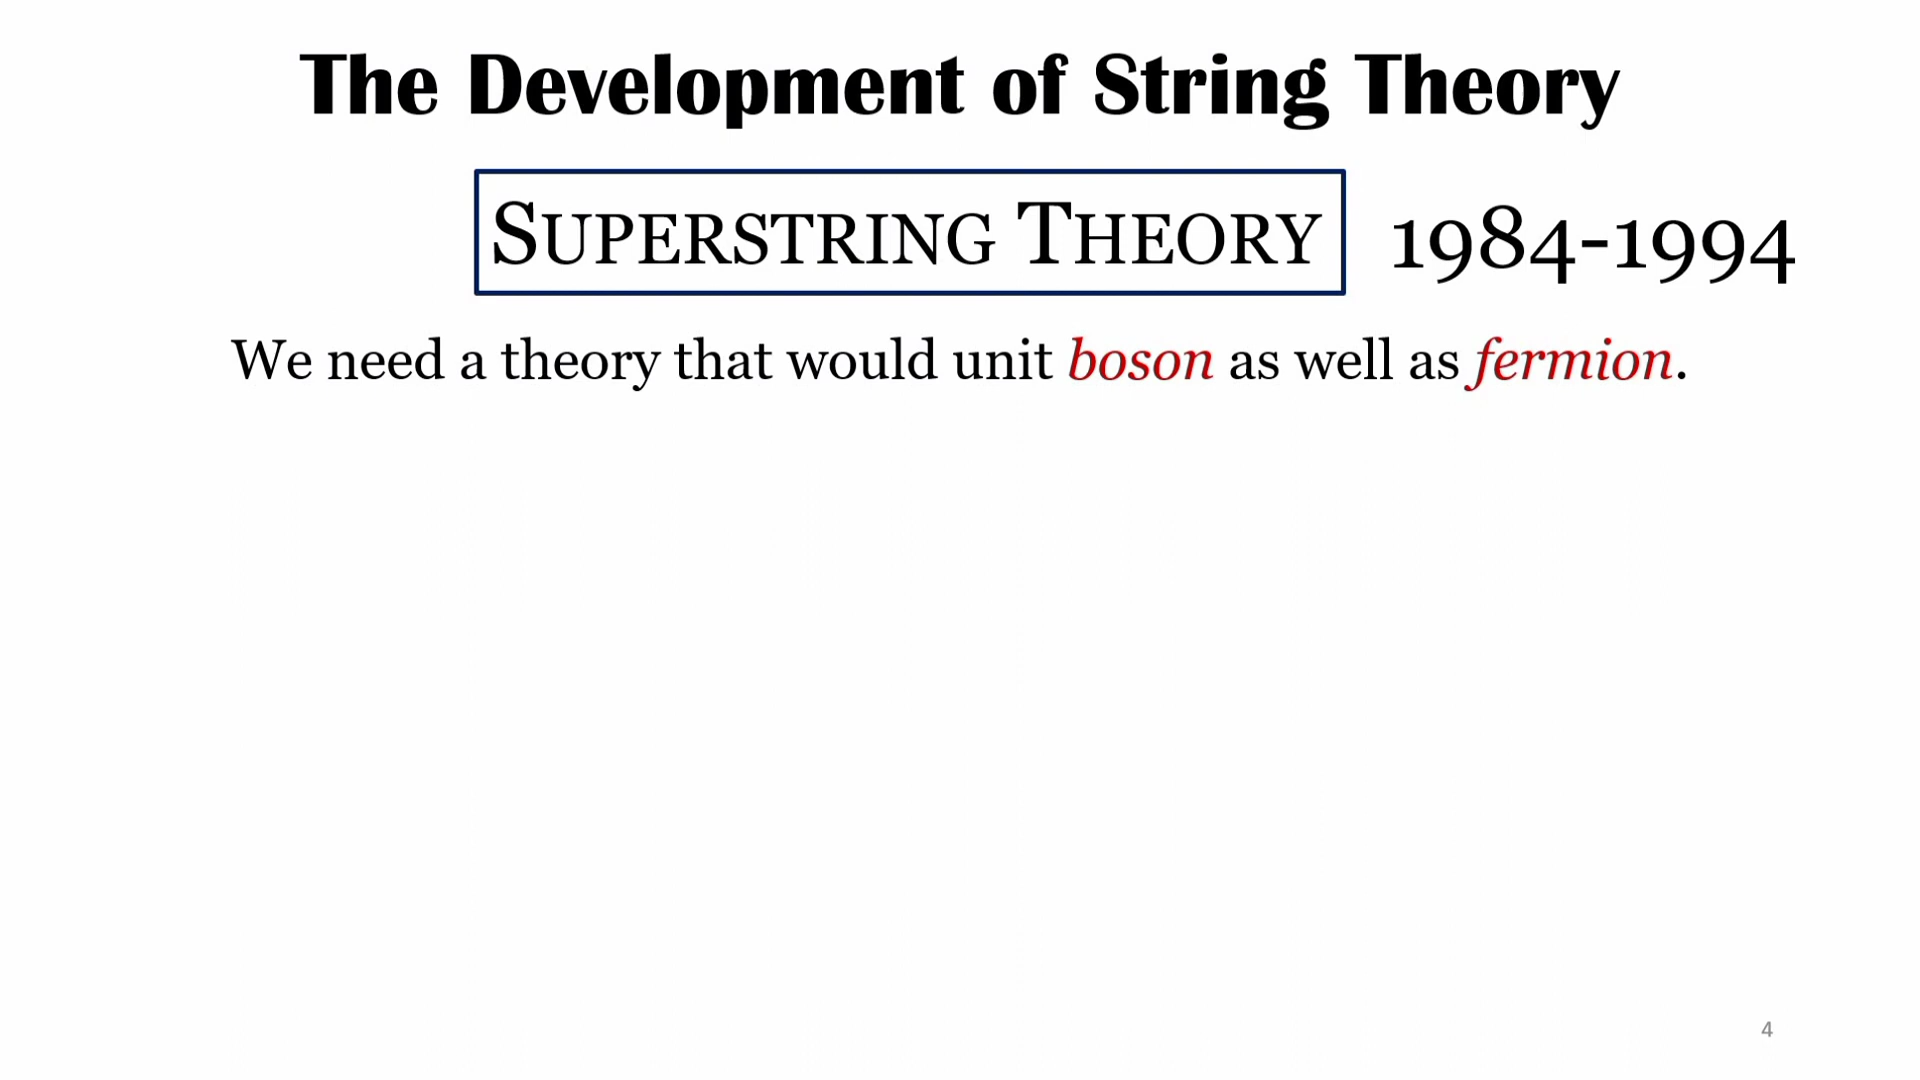 The Development of String Theory
SUPERSTRING THEORY 1984-1994
We need a theory that would unit boson as well as fermion.
4